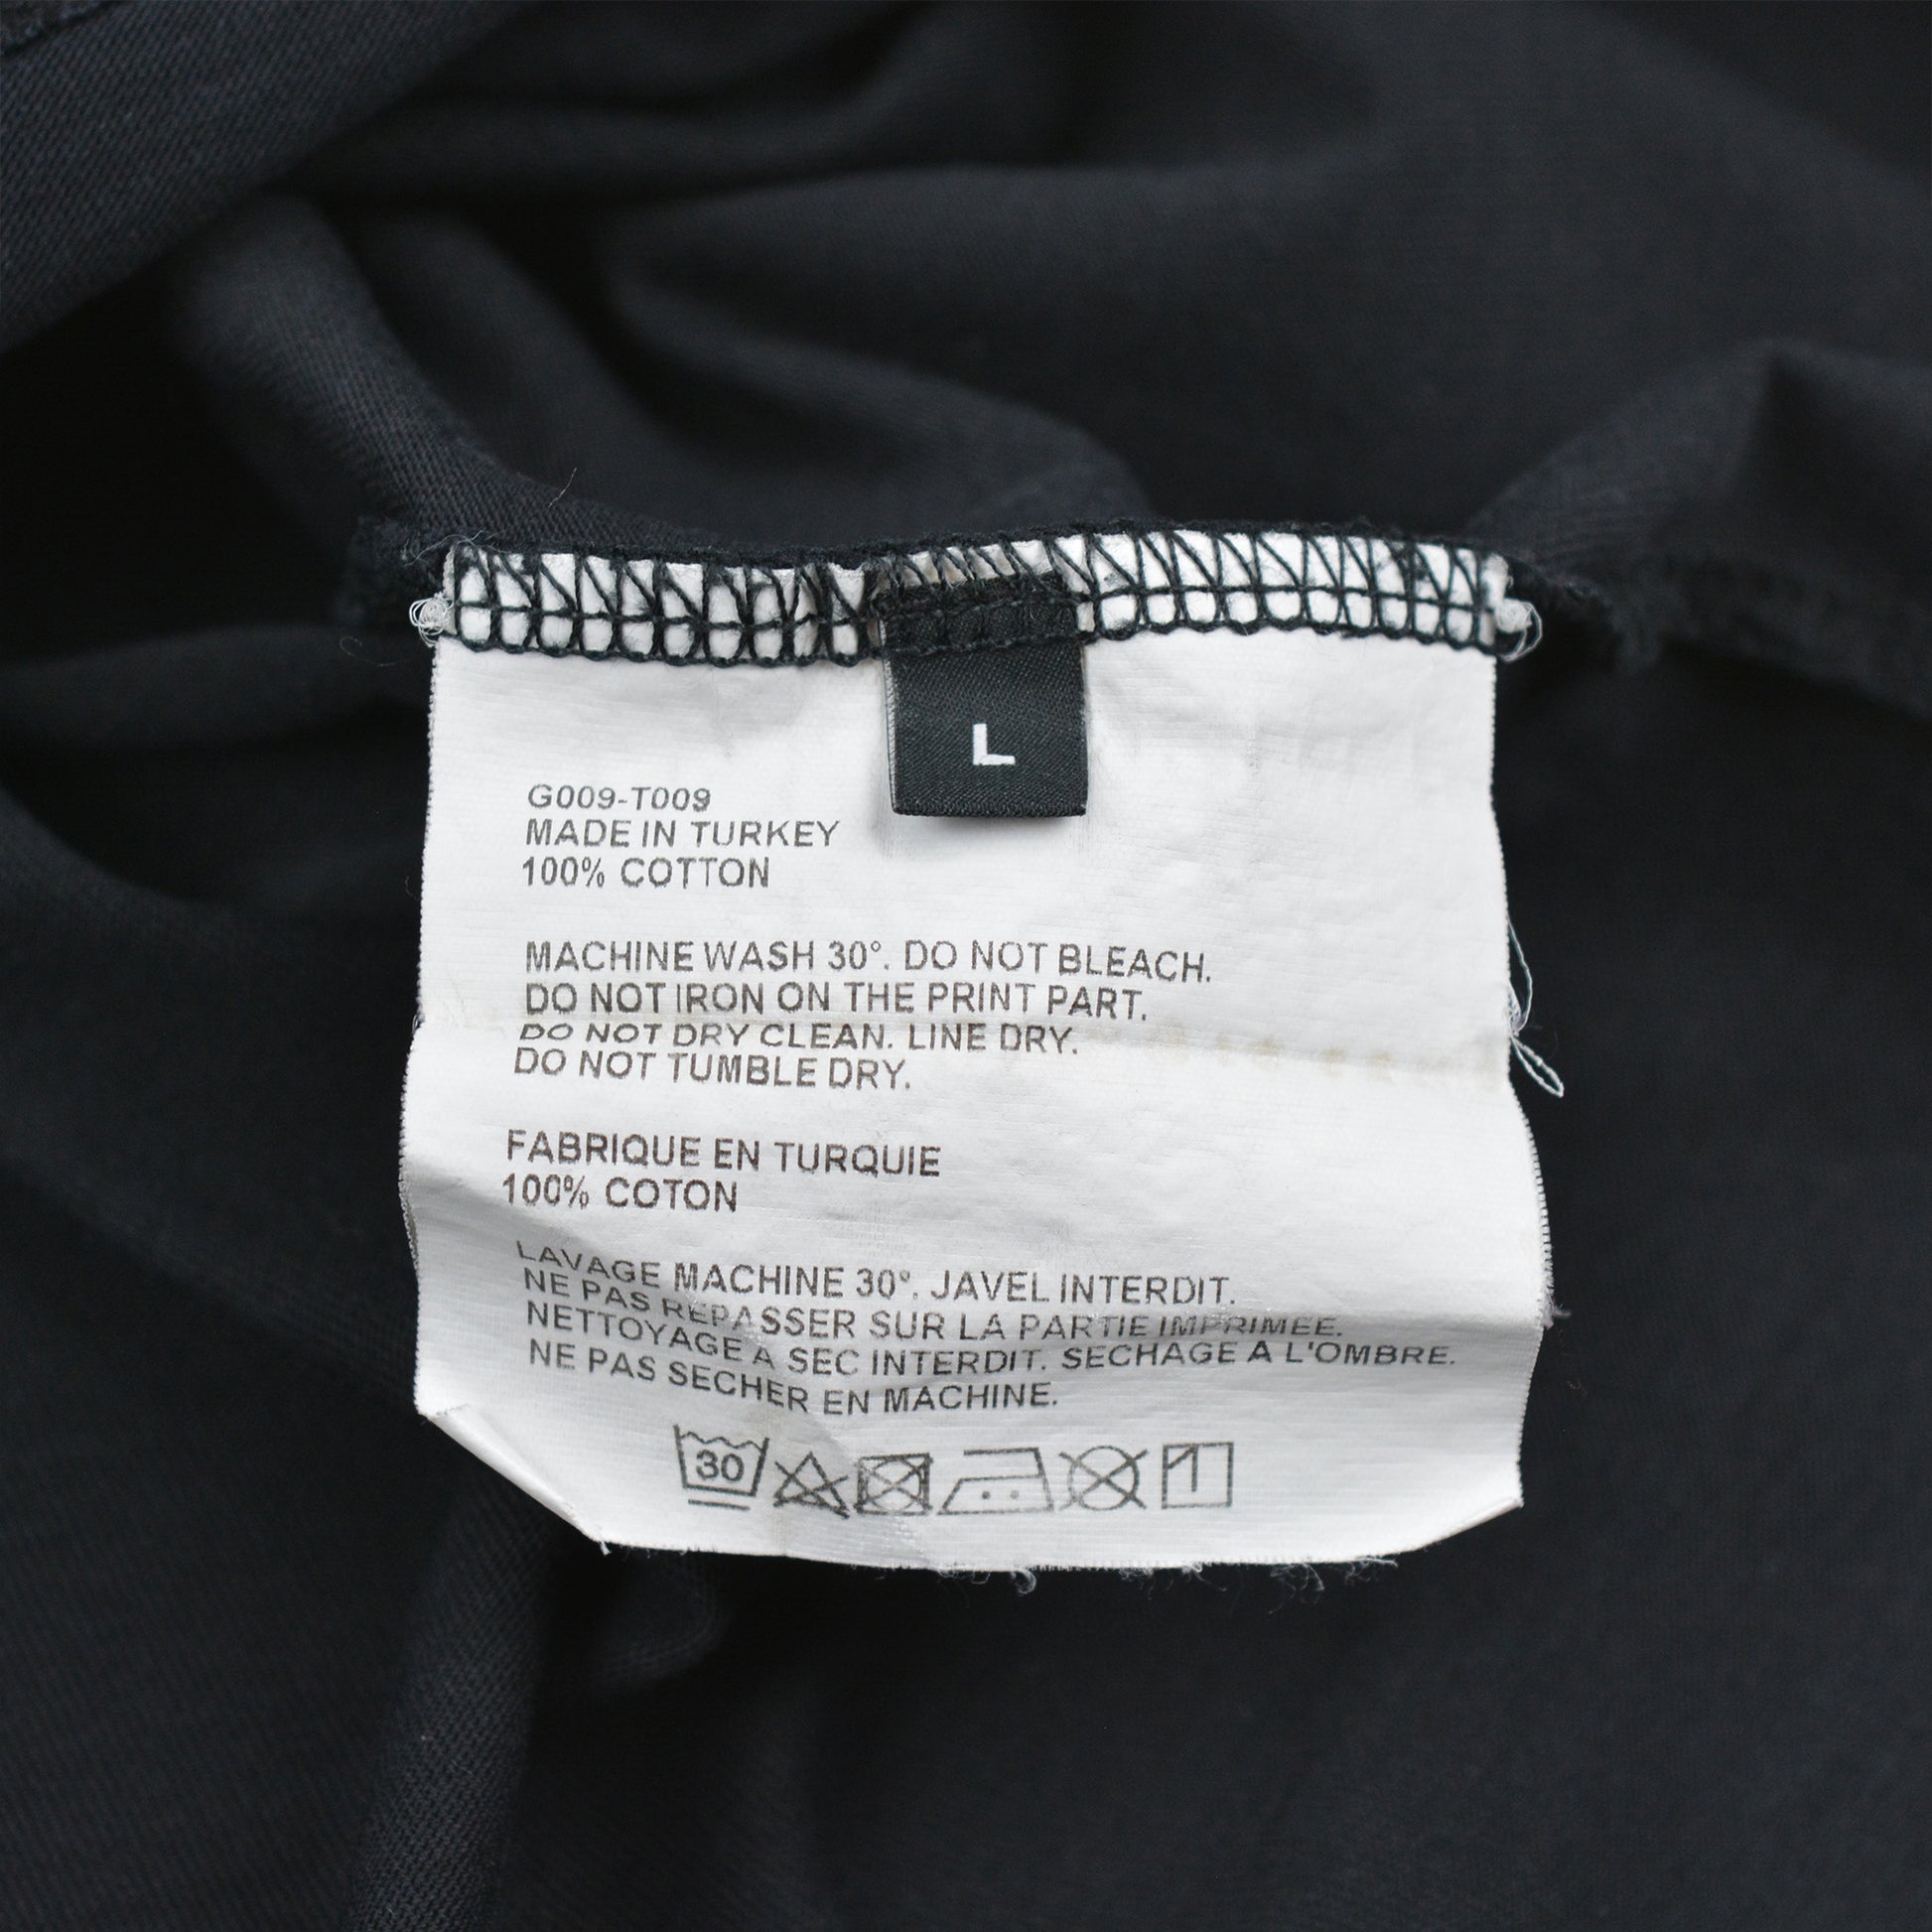 L
G009-T009
MADE IN TURKEY
100% COTTON
MACHINE WASH 30°. DO NOT BLEACH.
DO NOT IRON ON THE PRINT PART.
DO NOT DRY CLEAN. LINE DRY.
DO NOT TUMBLE DRY.
FABRIQUE EN TURQUIE
100% COTON
LAVAGE MACHINE 30°. JAVEL INTERDIT.
NE PAS REPASSER SUR LA PARTIE IMPRIMEE.
NETTOYAGE A SEC INTERDIT. SECHAGE A L'OMBRE.
NE PAS SECHER EN MACHINE.
30